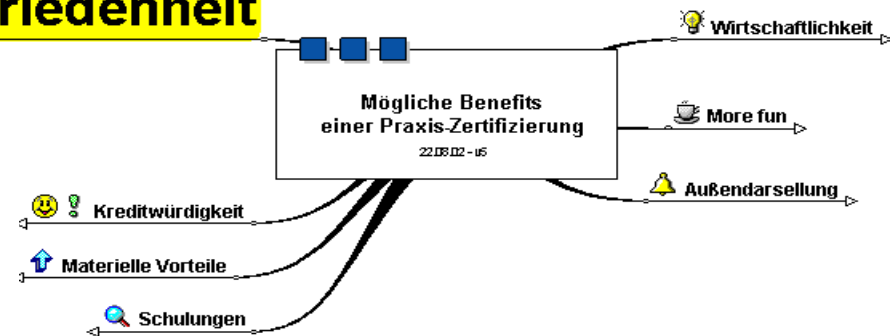 riedenheit
Wirtschaftlichkeit
Mögliche Benefits
einer Praxis-Zertifizierung
22.08.02 - u5
More fun
Außendarsellung
Kreditwürdigkeit
Materielle Vorteile
Schulungen